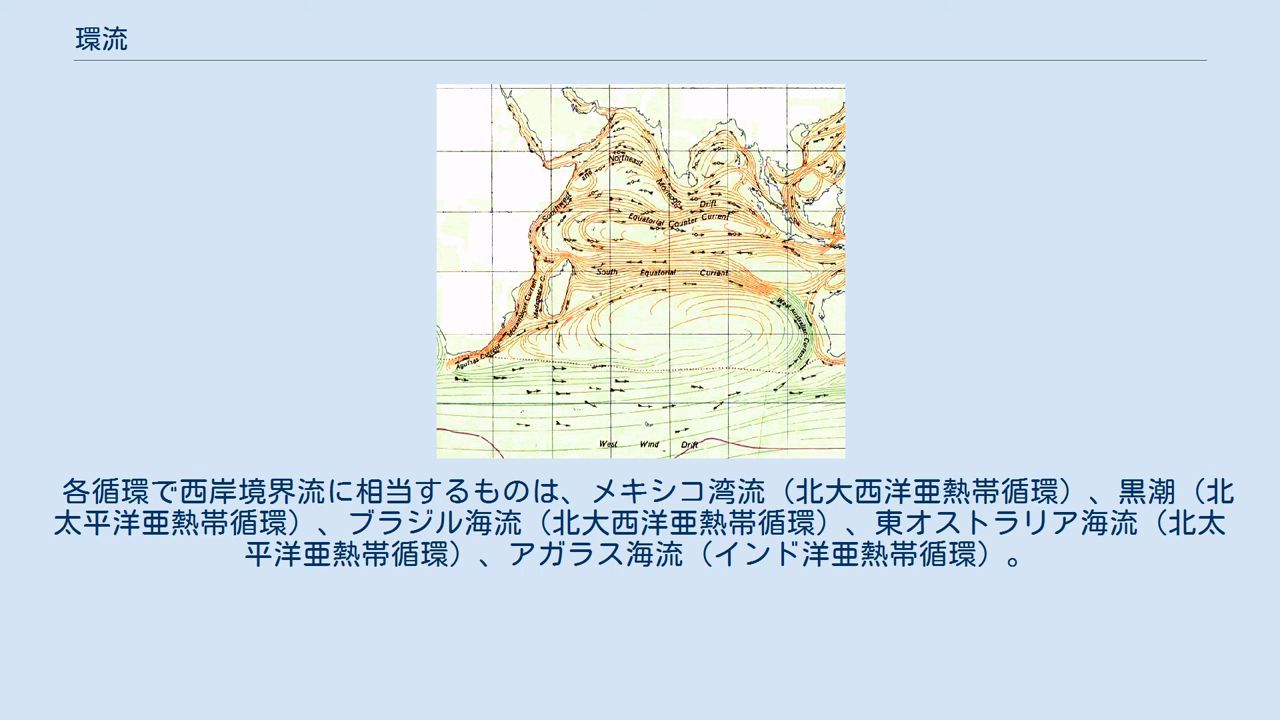 環流
Northeast
Monsoon
Drift
Southwest
Equatorial Counter Current
South Equatorial Current
Mozambique Current
West Australian Current
Agulhas Current
West Wind Drift
各循環で西岸境界流に相当するものは、メキシコ湾流（北大西洋亜熱帯循環）、黒潮（北
太平洋亜熱帯循環）、ブラジル海流（北大西洋亜熱帯循環）、東オストラリア海流（北太
平洋亜熱帯循環）、アガラス海流（インド洋亜熱帯循環）。